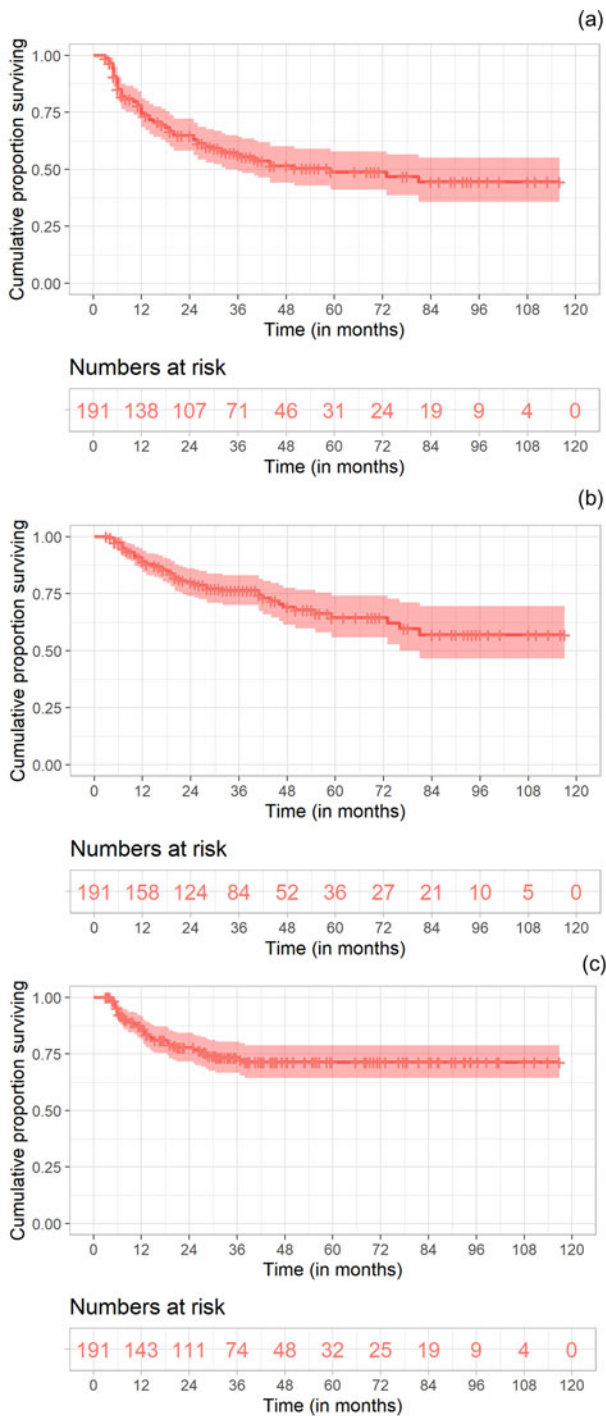 (a)
Cumulative proportion surviving
1.00
0.75
0.50
0.25
0.00
0 12 24 36 48 60 72 84 96 108 120
Time (in months)
Numbers at risk
191 138 107 71 46 31 24 19 9 4 0
0 12 24 36 48 60 72 84 96 108 120
Time (in months)
(b)
Cumulative proportion surviving
1.00
0.75
0.50
0.25
0.00
0 12 24 36 48 60 72 84 96 108 120
Time (in months)
Numbers at risk
191 158 124 84 52 36 27 21 10 5 0
0 12 24 36 48 60 72 84 96 108 120
Time (in months)
(c)
Cumulative proportion surviving
1.00
0.75
0.50
0.25
0.00
0 12 24 36 48 60 72 84 96 108 120
Time (in months)
Numbers at risk
191 143 111 74 48 32 25 19 9 4 0
0 12 24 36 48 60 72 84 96 108 120
Time (in months)